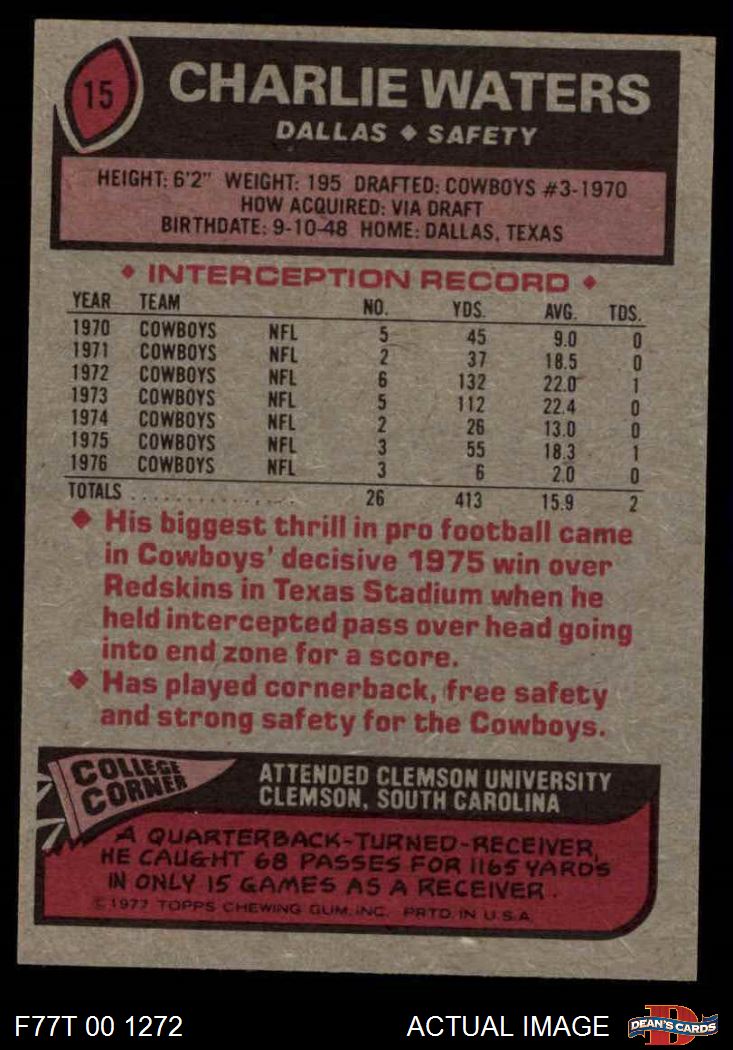 15
CHARLIE WATERS
DALLAS ♦ SAFETY
HEIGHT: 6'2" WEIGHT: 195 DRAFTED: COWBOYS #3-1970
HOW ACQUIRED: VIA DRAFT
BIRTHDATE: 9-10-48 HOME: DALLAS, TEXAS
♦ INTERCEPTION RECORD ♦
YEAR TEAM NO. YDS. AVG. TDS.
1970 COWBOYS NFL 5 45 9.0 0
1971 COWBOYS NFL 2 37 18.5 0
1972 COWBOYS NFL 6 132 22.0 1
1973 COWBOYS NFL 5 112 22.4 0
1974 COWBOYS NFL 2 26 13.0 0
1975 COWBOYS NFL 3 55 18.3 1
1976 COWBOYS NFL 3 6 2.0 0
TOTALS ................ 26 413 15.9 2
♦ His biggest thrill in pro football came
in Cowboys' decisive 1975 win over
Redskins in Texas Stadium when he
held intercepted pass over head going
into end zone for a score.
♦ Has played cornerback, free safety
and strong safety for the Cowboys.
COLLEGE
CORNER
ATTENDED CLEMSON UNIVERSITY
CLEMSON, SOUTH CAROLINA
A QUARTERBACK-TURNED-RECEIVER,
HE CAUGHT 68 PASSES FOR 1165 YARDS
IN ONLY 15 GAMES AS A RECEIVER.
©1977 TOPPS CHEWING GUM, INC. PRTD. IN U.S.A.
F77T 00 1272
ACTUAL IMAGE
D
DEAN'S CARDS